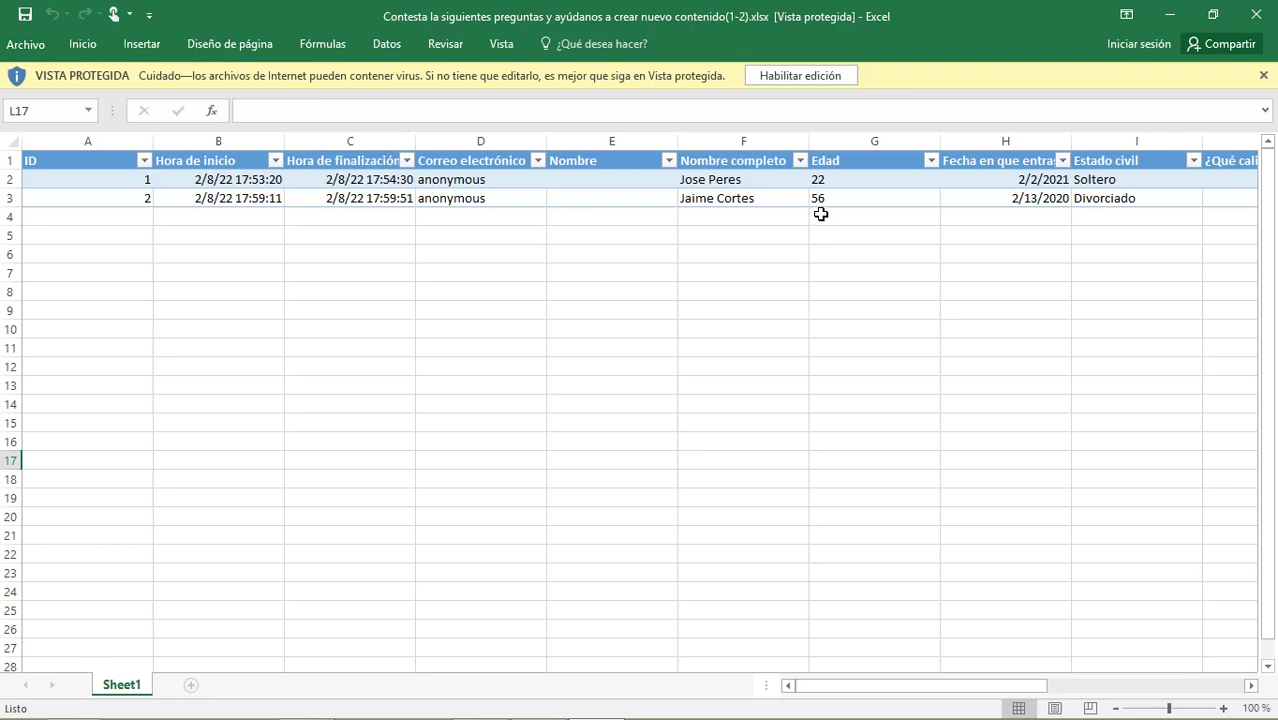 Contesta la siguientes preguntas y ayúdanos a crear nuevo contenido(1-2).xlsx [Vista protegida] - Excel
Archivo Inicio Insertar Diseño de página Fórmulas Datos Revisar Vista ¿Qué desea hacer? Iniciar sesión Compartir
VISTA PROTEGIDA Cuidado—los archivos de Internet pueden contener virus. Si no tiene que editarlo, es mejor que siga en Vista protegida. Habilitar edición
L17 fx
A B C D E F G H I
1 ID Hora de inicio Hora de finalización Correo electrónico Nombre Nombre completo Edad Fecha en que entras Estado civil ¿Qué cali
2 1 2/8/22 17:53:20 2/8/22 17:54:30 anonymous Jose Peres 22 2/2/2021 Soltero
3 2 2/8/22 17:59:11 2/8/22 17:59:51 anonymous Jaime Cortes 56 2/13/2020 Divorciado
4
5
6
7
8
9
10
11
12
13
14
15
16
17
18
19
20
21
22
23
24
25
26
27
28
Sheet1
Listo 100 %